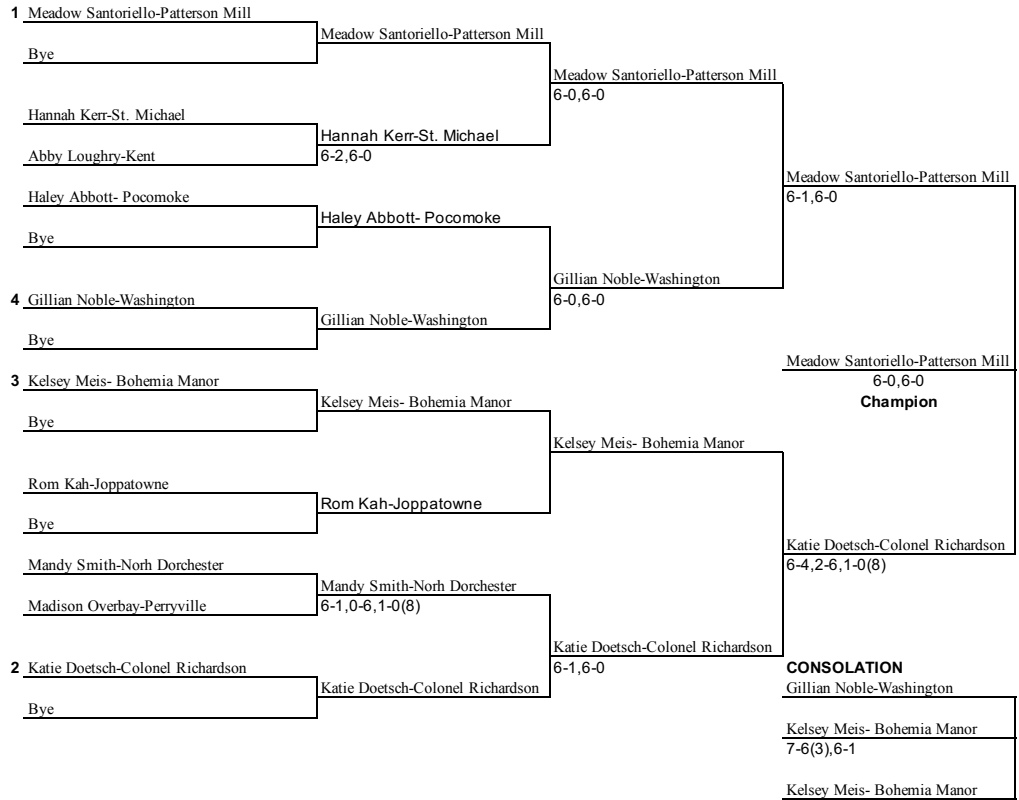 1 Meadow Santoriello-Patterson Mill
Bye
Hannah Kerr-St. Michael
Abby Loughry-Kent
Haley Abbott- Pocomoke
Bye
4 Gillian Noble-Washington
Bye
3 Kelsey Meis- Bohemia Manor
Bye
Rom Kah-Joppatowne
Bye
Mandy Smith-Norh Dorchester
Madison Overbay-Perryville
2 Katie Doetsch-Colonel Richardson
Bye
Meadow Santoriello-Patterson Mill
Hannah Kerr-St. Michael
6-2,6-0
Haley Abbott- Pocomoke
Gillian Noble-Washington
Kelsey Meis- Bohemia Manor
Rom Kah-Joppatowne
Mandy Smith-Norh Dorchester
6-1,0-6,1-0(8)
Katie Doetsch-Colonel Richardson
Meadow Santoriello-Patterson Mill
6-0,6-0
Gillian Noble-Washington
6-0,6-0
Kelsey Meis- Bohemia Manor
Katie Doetsch-Colonel Richardson
6-1,6-0
Meadow Santoriello-Patterson Mill
6-1,6-0
Meadow Santoriello-Patterson Mill
6-0,6-0
Champion
Katie Doetsch-Colonel Richardson
6-4,2-6,1-0(8)
CONSOLATION
Gillian Noble-Washington
Kelsey Meis- Bohemia Manor
7-6(3),6-1
Kelsey Meis- Bohemia Manor